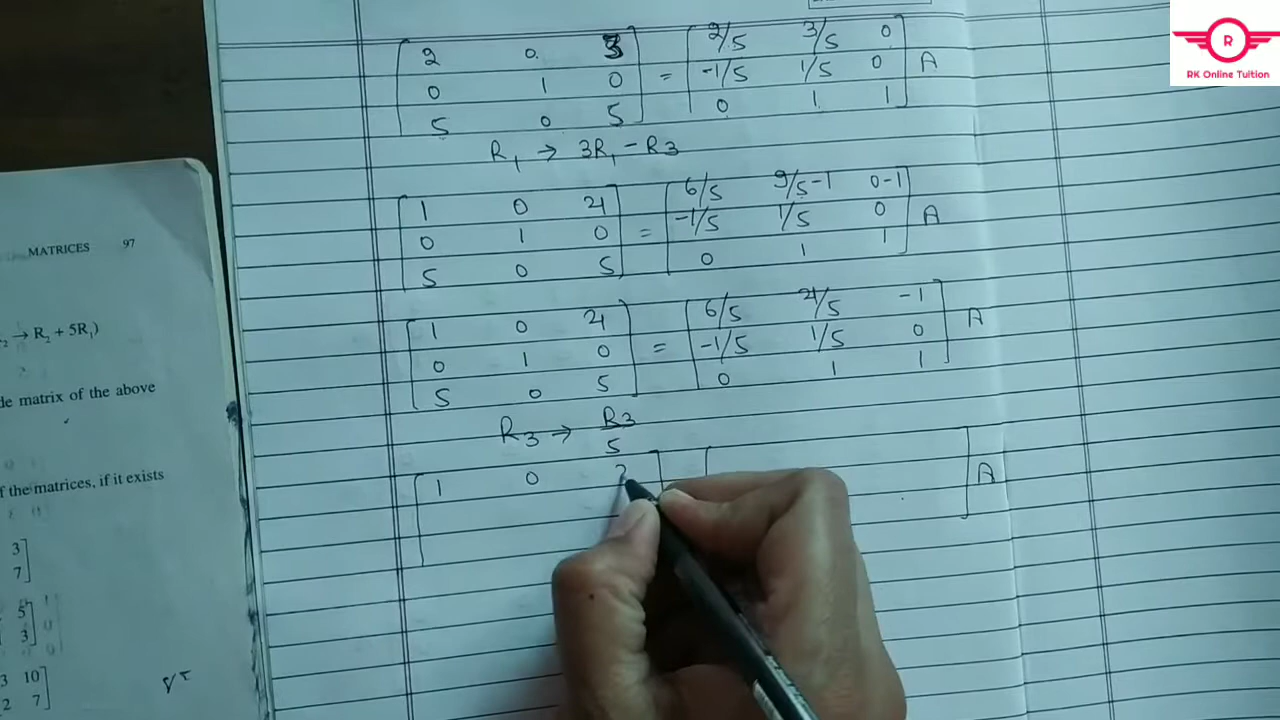 R
RK Online Tuition
2 0 3 2/5 3/5 0
0 1 0 = -1/5 1/5 0 A
5 0 5 0 1 1
R1 → 3R1 - R3
1 0 4 6/5 9/5-1 0-1
0 1 0 = -1/5 1/5 0 A
5 0 5 0 1 1
1 0 4 6/5 4/5 -1
0 1 0 = -1/5 1/5 0 A
5 0 5 0 1 1
R3 → R3/5
1 0 A
MATRICES 97
→ R2 + 5R1)
de matrix of the above
f the matrices, if it exists
3
7
5
3
3 10
2 7